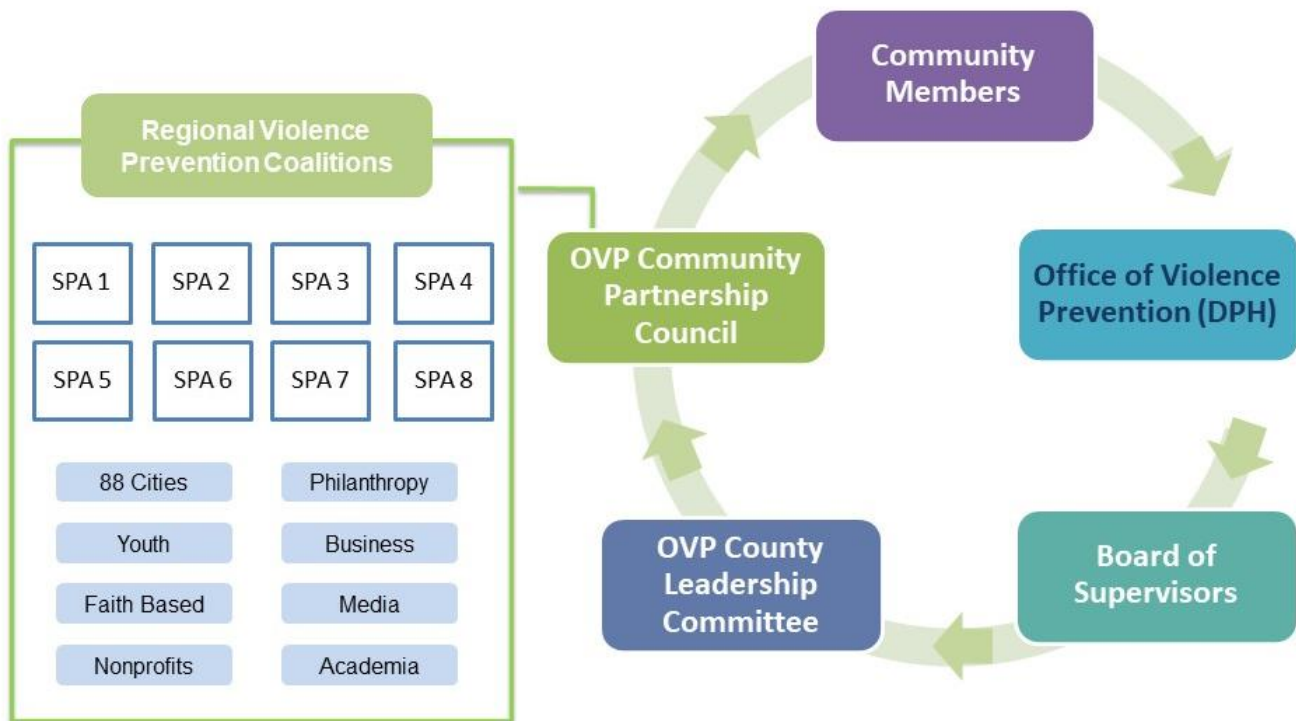 Regional Violence
Prevention Coalitions
SPA 1
SPA 2
SPA 3
SPA 4
SPA 5
SPA 6
SPA 7
SPA 8
88 Cities
Philanthropy
Youth
Business
Faith Based
Media
Nonprofits
Academia
Community
Members
OVP Community
Partnership
Council
Office of Violence
Prevention (DPH)
OVP County
Leadership
Committee
Board of
Supervisors